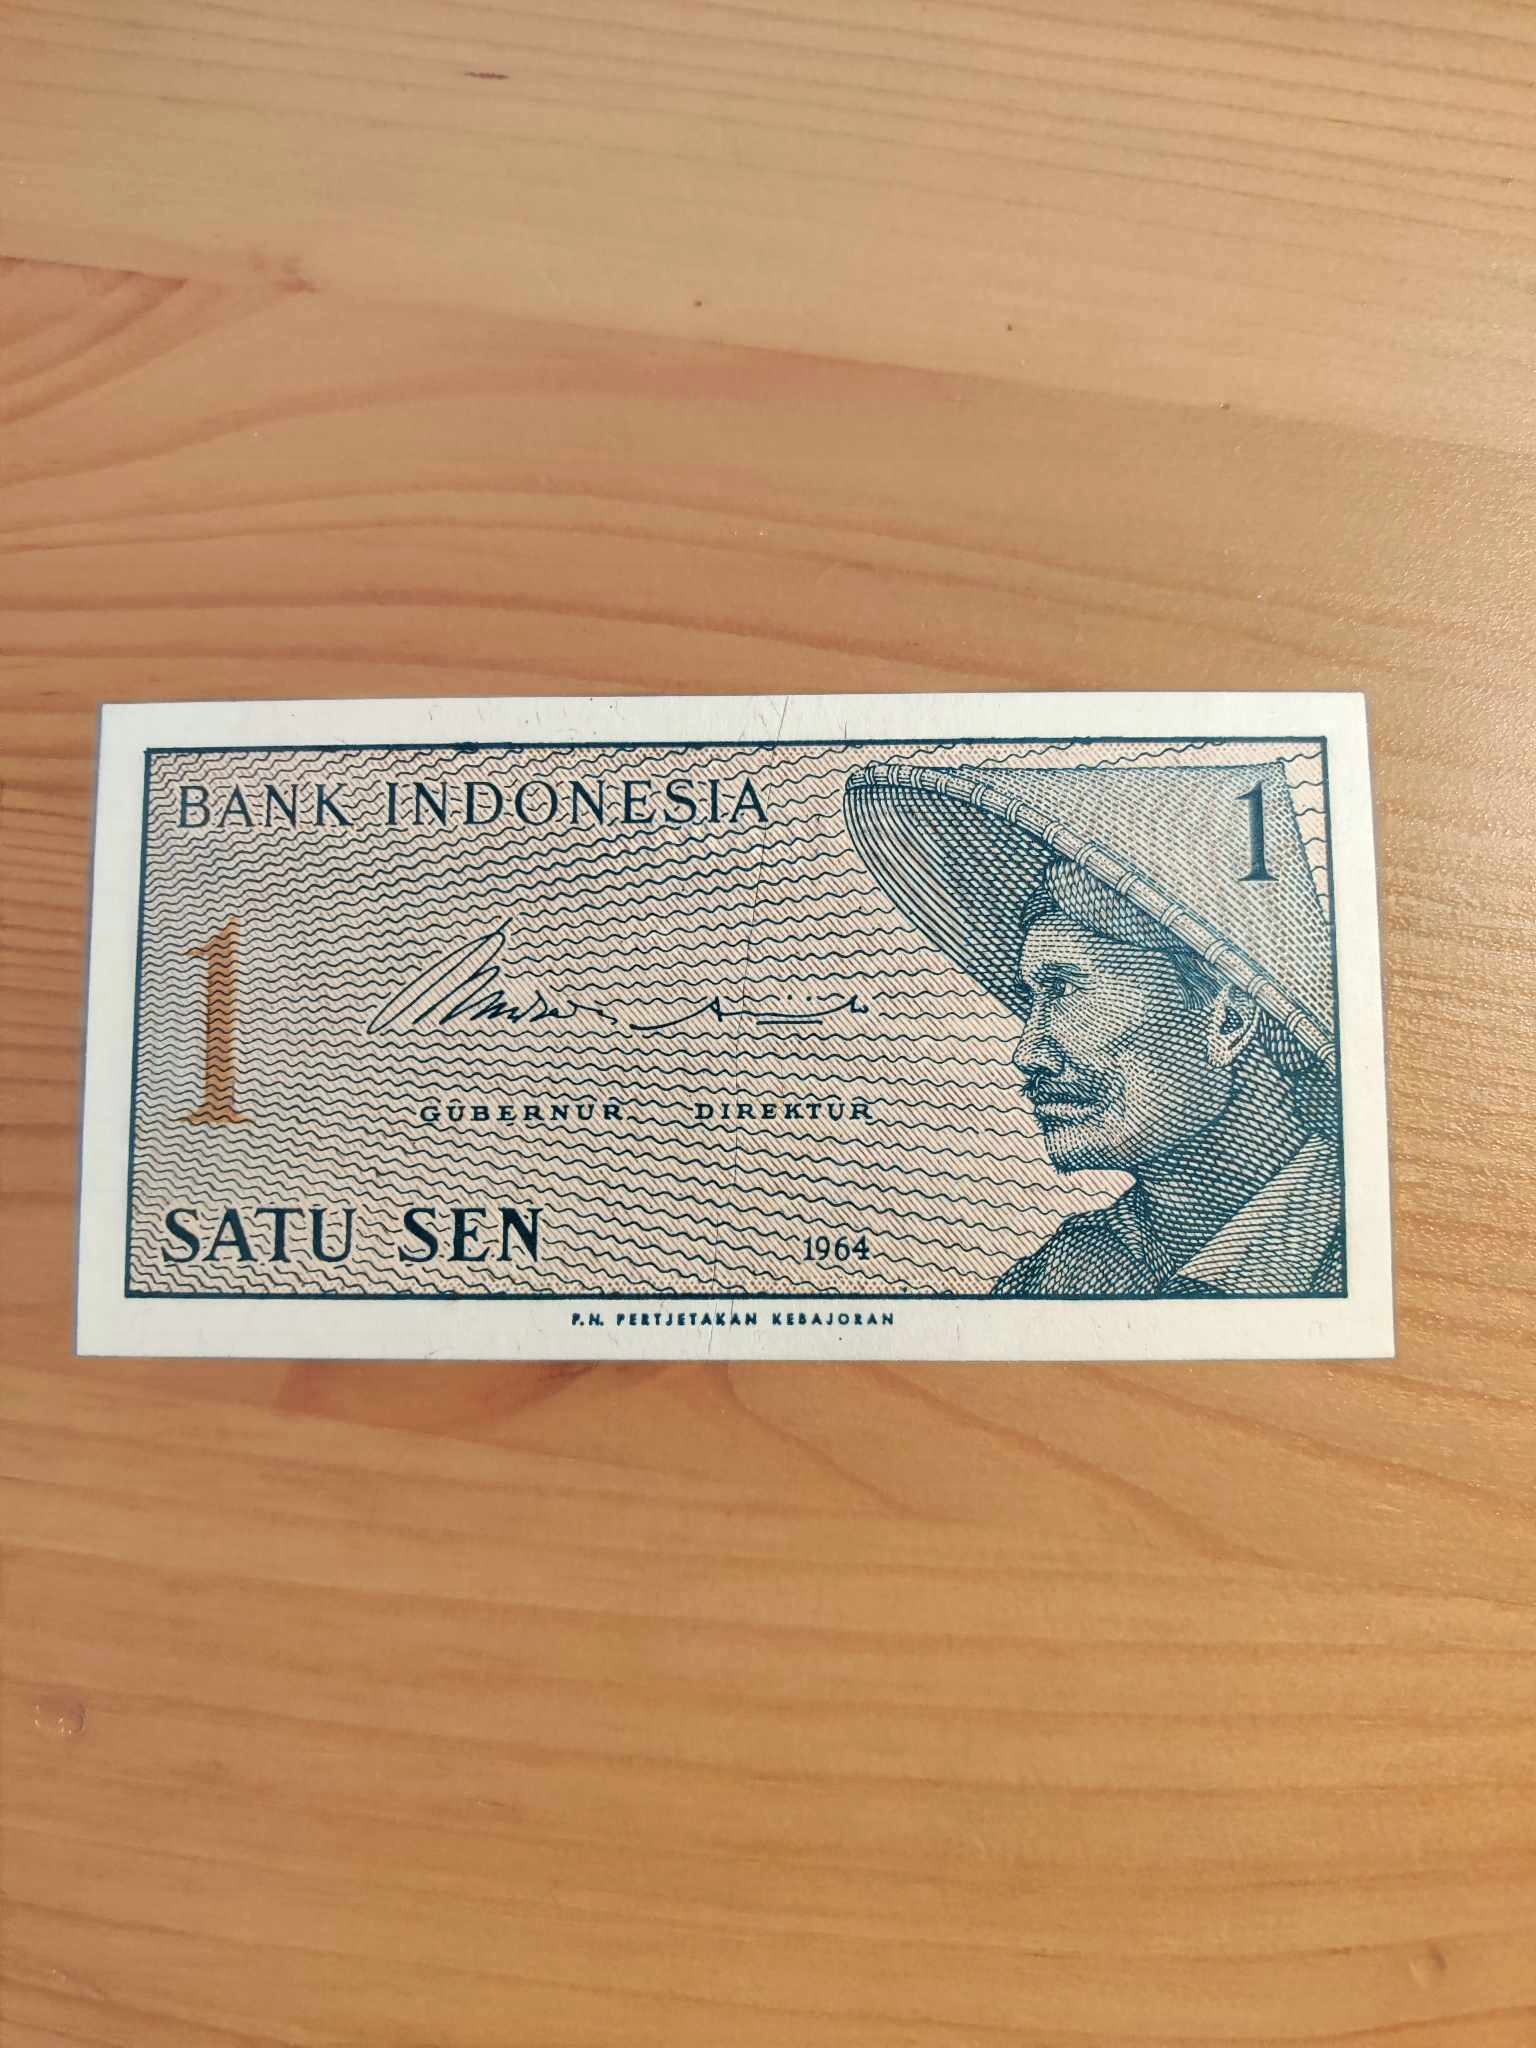 BANK INDONESIA
1
1
GUBERNUR DIREKTUR
SATU SEN
1964
P.N. PERTJETAKAN KEBAJORAN